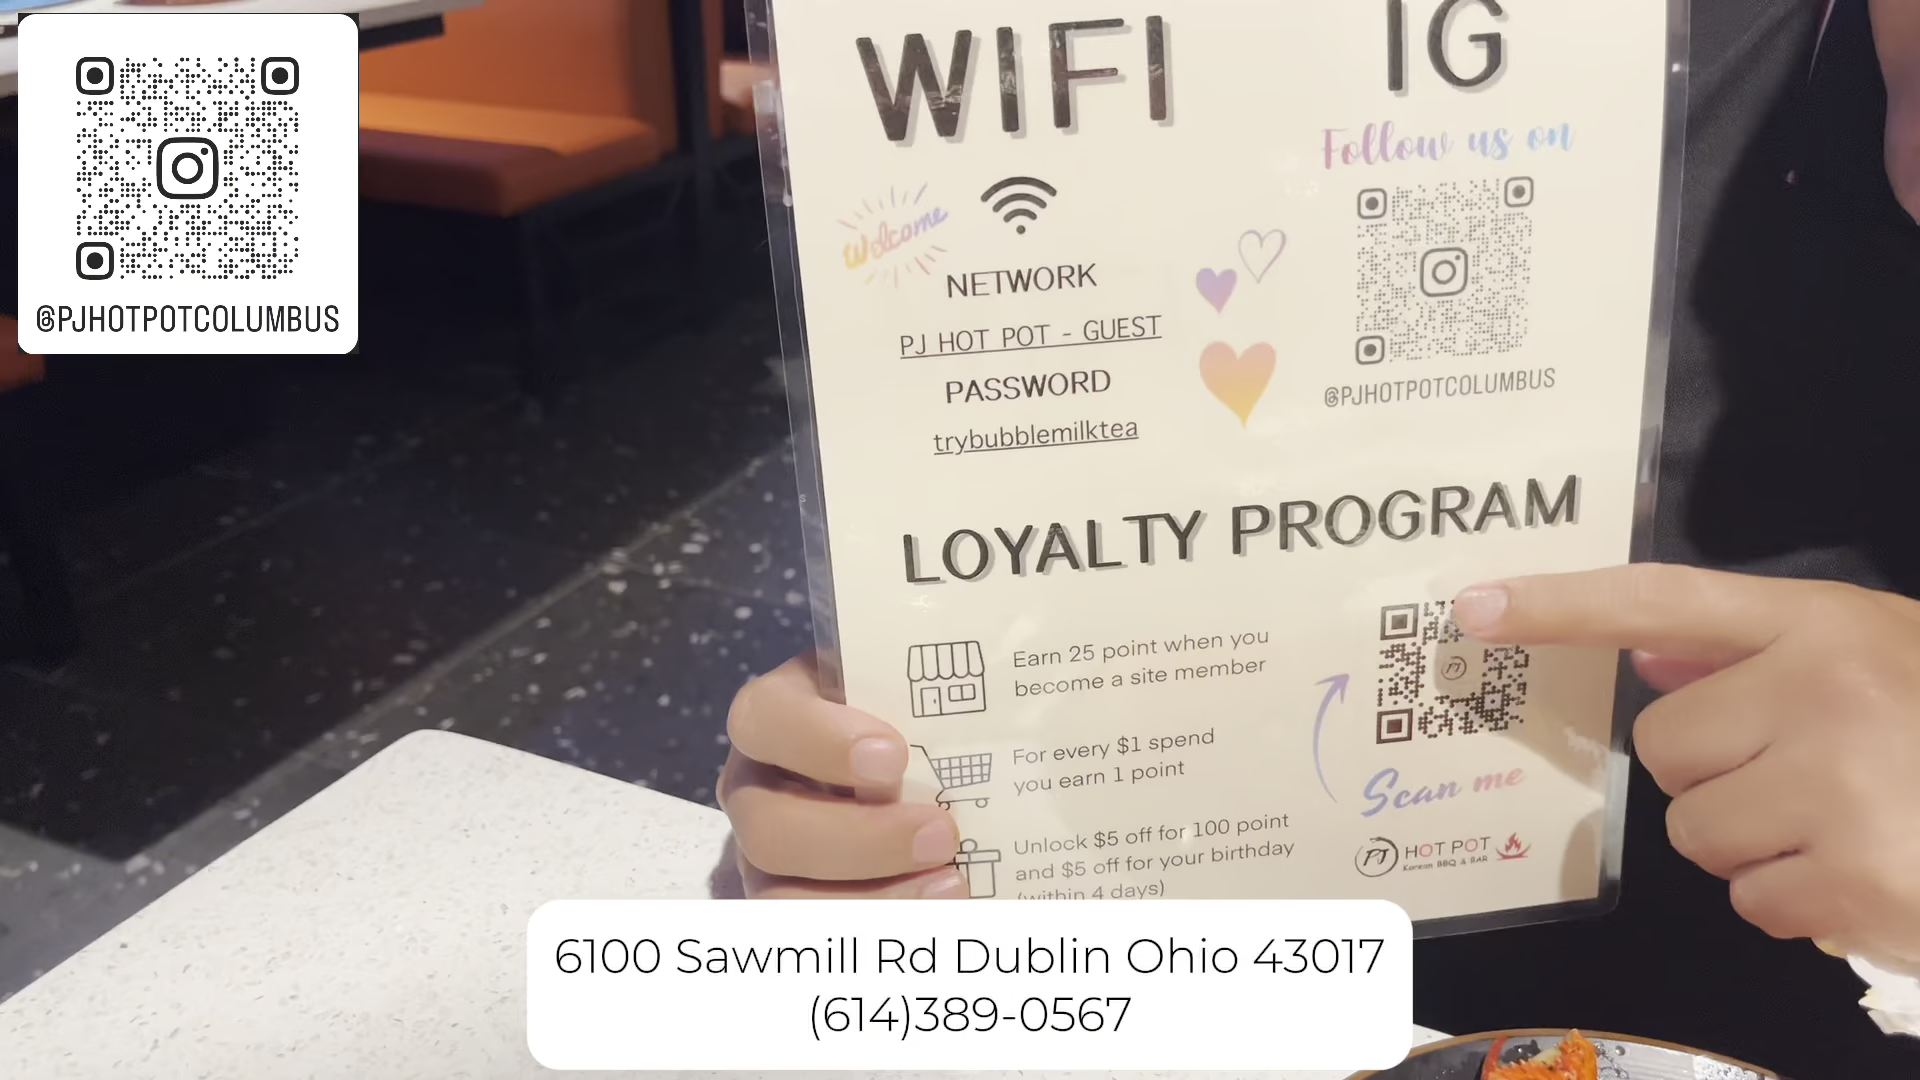 @PJHOTPOTCOLUMBUS
WIFI
Welcome
NETWORK
PJ HOT POT - GUEST
PASSWORD
trybubblemilktea
IG
Follow us on
@PJHOTPOTCOLUMBUS
LOYALTY PROGRAM
Earn 25 point when you
become a site member
For every $1 spend
you earn 1 point
Unlock $5 off for 100 point
and $5 off for your birthday
(within 4 days)
Scan me
PJ HOT POT
Korean BBQ & BAR
6100 Sawmill Rd Dublin Ohio 43017
(614)389-0567